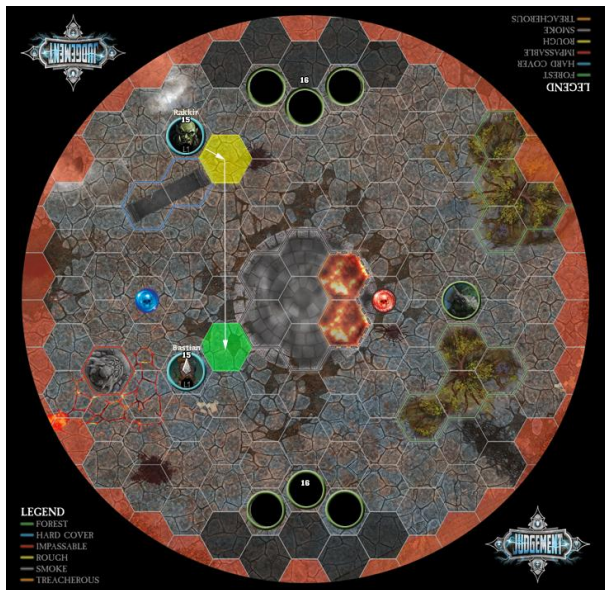 JUDGEMENT
TREACHEROUS
SMOKE
ROUGH
IMPASSABLE
HARD COVER
FOREST
LEGEND
16
Rakkir
15
Bastian
15
16
LEGEND
FOREST
HARD COVER
IMPASSABLE
ROUGH
SMOKE
TREACHEROUS
JUDGEMENT